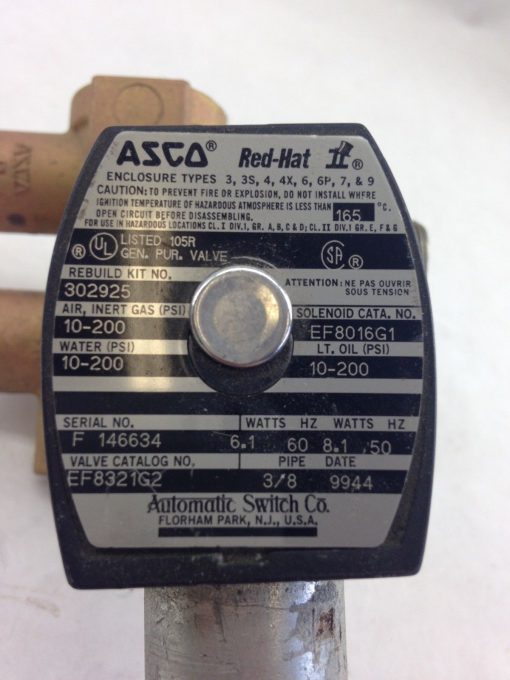 ASCO® Red-Hat II®
ENCLOSURE TYPES 3, 3S, 4, 4X, 6, 6P, 7, & 9
CAUTION: TO PREVENT FIRE OR EXPLOSION, DO NOT INSTALL WHERE
IGNITION TEMPERATURE OF HAZARDOUS ATMOSPHERE IS LESS THAN 165 °C.
OPEN CIRCUIT BEFORE DISASSEMBLING.
FOR USE IN HAZARDOUS LOCATIONS CL.I DIV.1, GR. A, B, C & D; CL.II DIV.1 GR.E, F & G
UL ® LISTED 105R
GEN. PUR. VALVE
SA ®
REBUILD KIT NO.
302925
ATTENTION: NE PAS OUVRIR
SOUS TENSION
AIR, INERT GAS (PSI) SOLENOID CATA. NO.
10-200 EF8016G1
WATER (PSI) LT. OIL (PSI)
10-200 10-200
SERIAL NO. WATTS HZ WATTS HZ
F 146634 6.1 60 8.1 50
VALVE CATALOG NO. PIPE DATE
EF8321G2 3/8 9944
Automatic Switch Co.
FLORHAM PARK, N.J., U.S.A.
ASCO